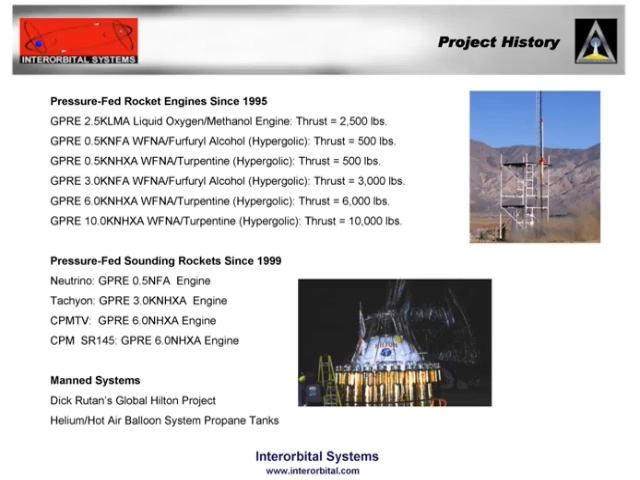 INTERORBITAL SYSTEMS
Project History
Pressure-Fed Rocket Engines Since 1995
GPRE 2.5KLMA Liquid Oxygen/Methanol Engine: Thrust = 2,500 lbs.
GPRE 0.5KNFA WFNA/Furfuryl Alcohol (Hypergolic): Thrust = 500 lbs.
GPRE 0.5KNHXA WFNA/Turpentine (Hypergolic): Thrust = 500 lbs.
GPRE 3.0KNFA WFNA/Furfuryl Alcohol (Hypergolic): Thrust = 3,000 lbs.
GPRE 6.0KNHXA WFNA/Turpentine (Hypergolic): Thrust = 6,000 lbs.
GPRE 10.0KNHXA WFNA/Turpentine (Hypergolic): Thrust = 10,000 lbs.
Pressure-Fed Sounding Rockets Since 1999
Neutrino: GPRE 0.5NFA Engine
Tachyon: GPRE 3.0KNHXA Engine
CPMTV: GPRE 6.0NHXA Engine
CPM SR145: GPRE 6.0NHXA Engine
HILTON
Manned Systems
Dick Rutan's Global Hilton Project
Helium/Hot Air Balloon System Propane Tanks
Interorbital Systems
www.interorbital.com